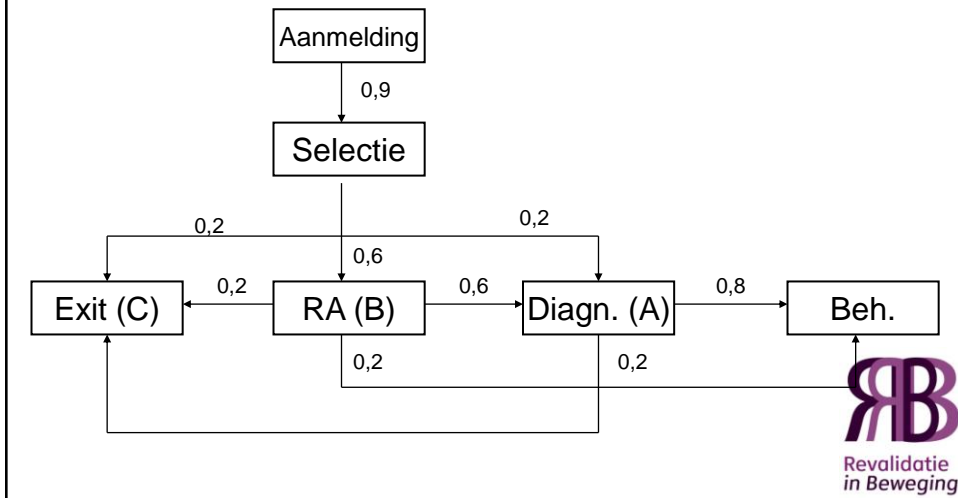 Aanmelding
0,9
Selectie
0,2
0,2
0,6
Exit (C)
0,2
RA (B)
0,6
Diagn. (A)
0,8
Beh.
0,2
0,2
RRB
Revalidatie
in Beweging